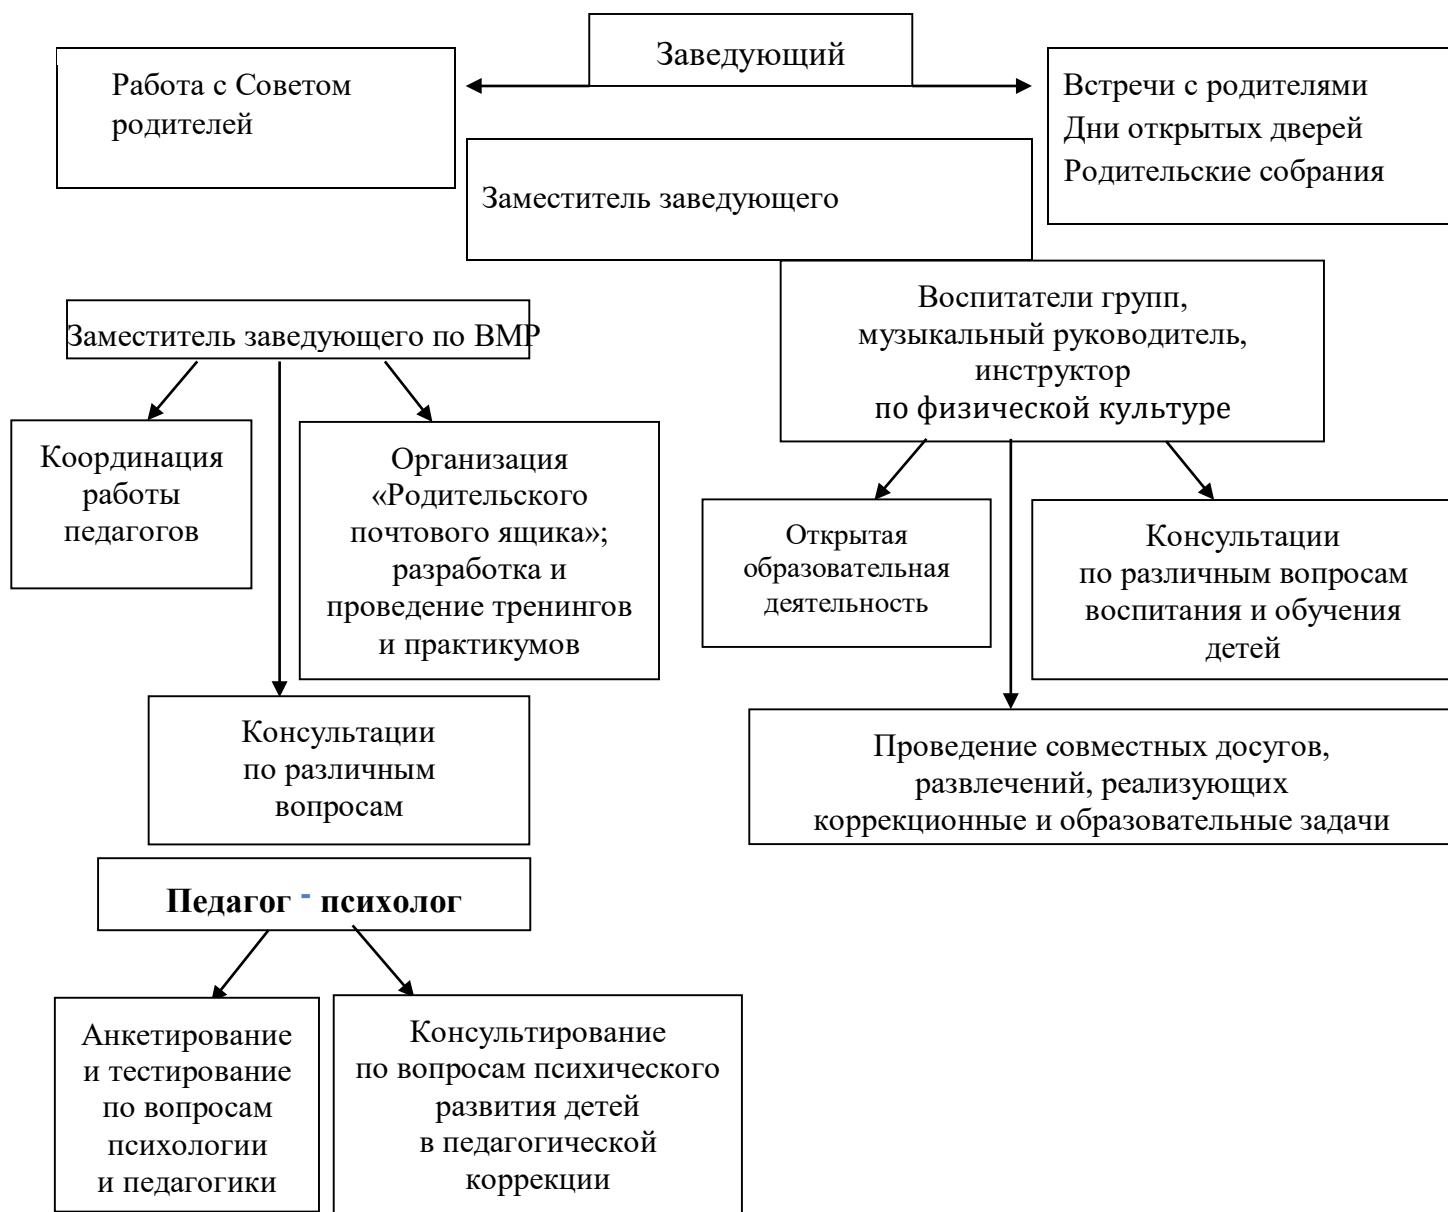 Заведующий
Работа с Советом
родителей
Встречи с родителями
Дни открытых дверей
Родительские собрания
Заместитель заведующего
Заместитель заведующего по ВМР
Воспитатели групп,
музыкальный руководитель,
инструктор
по физической культуре
Координация
работы
педагогов
Организация
«Родительского
почтового ящика»;
разработка и
проведение тренингов
и практикумов
Открытая
образовательная
деятельность
Консультации
по различным вопросам
воспитания и обучения
детей
Консультации
по различным
вопросам
Проведение совместных досугов,
развлечений, реализующих
коррекционные и образовательные задачи
Педагог - психолог
Анкетирование
и тестирование
по вопросам
психологии
и педагогики
Консультирование
по вопросам психического
развития детей
в педагогической
коррекции